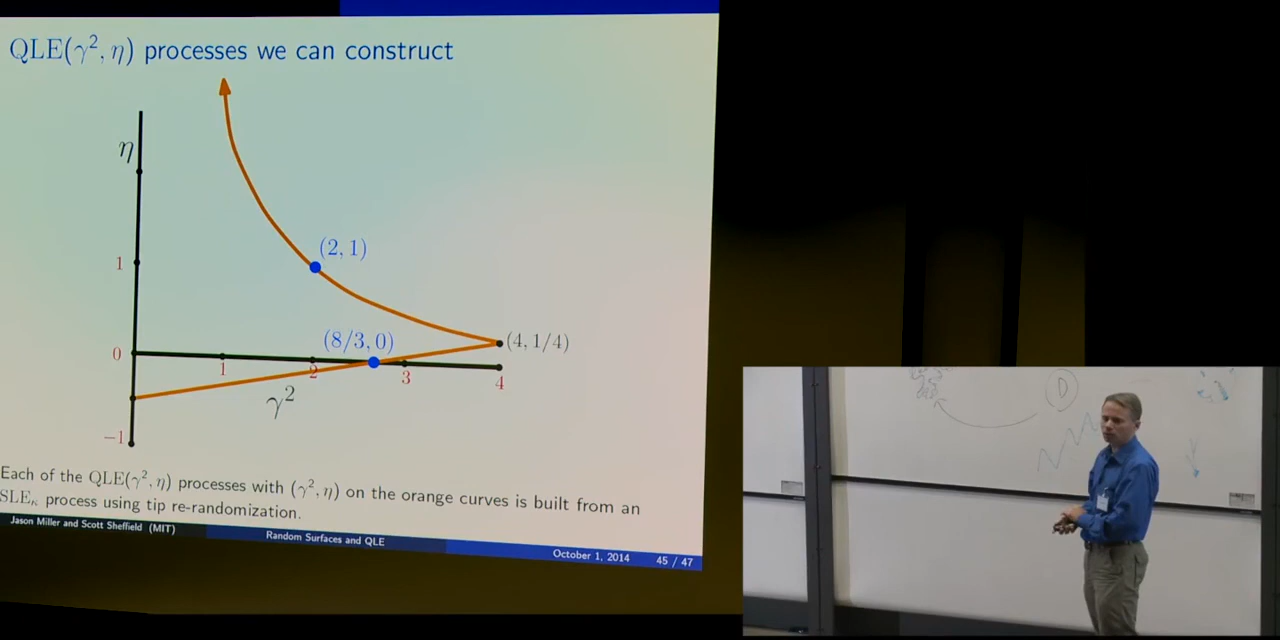 QLE(γ², η) processes we can construct
η
(2, 1)
1
(8/3, 0)
(4, 1/4)
0
1
2
3
4
γ²
−1
Each of the QLE(γ², η) processes with (γ², η) on the orange curves is built from an
SLEκ process using tip re-randomization.
Jason Miller and Scott Sheffield (MIT)
Random Surfaces and QLE
October 1, 2014
45 / 47
D